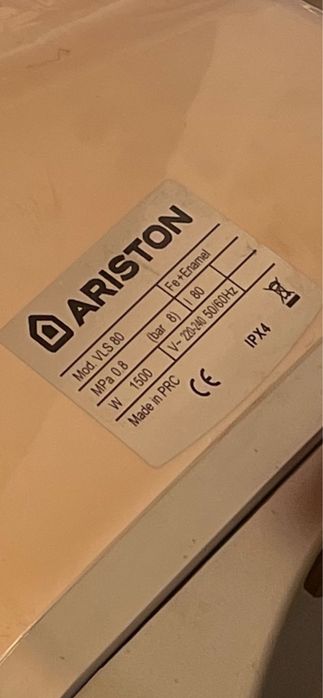 ARISTON
Mod. VLS 80 Fe+Enamel
MPa 0.8 (bar 8) l 80
W 1500 V~ 220-240 50/60Hz
Made in PRC CE IPX4